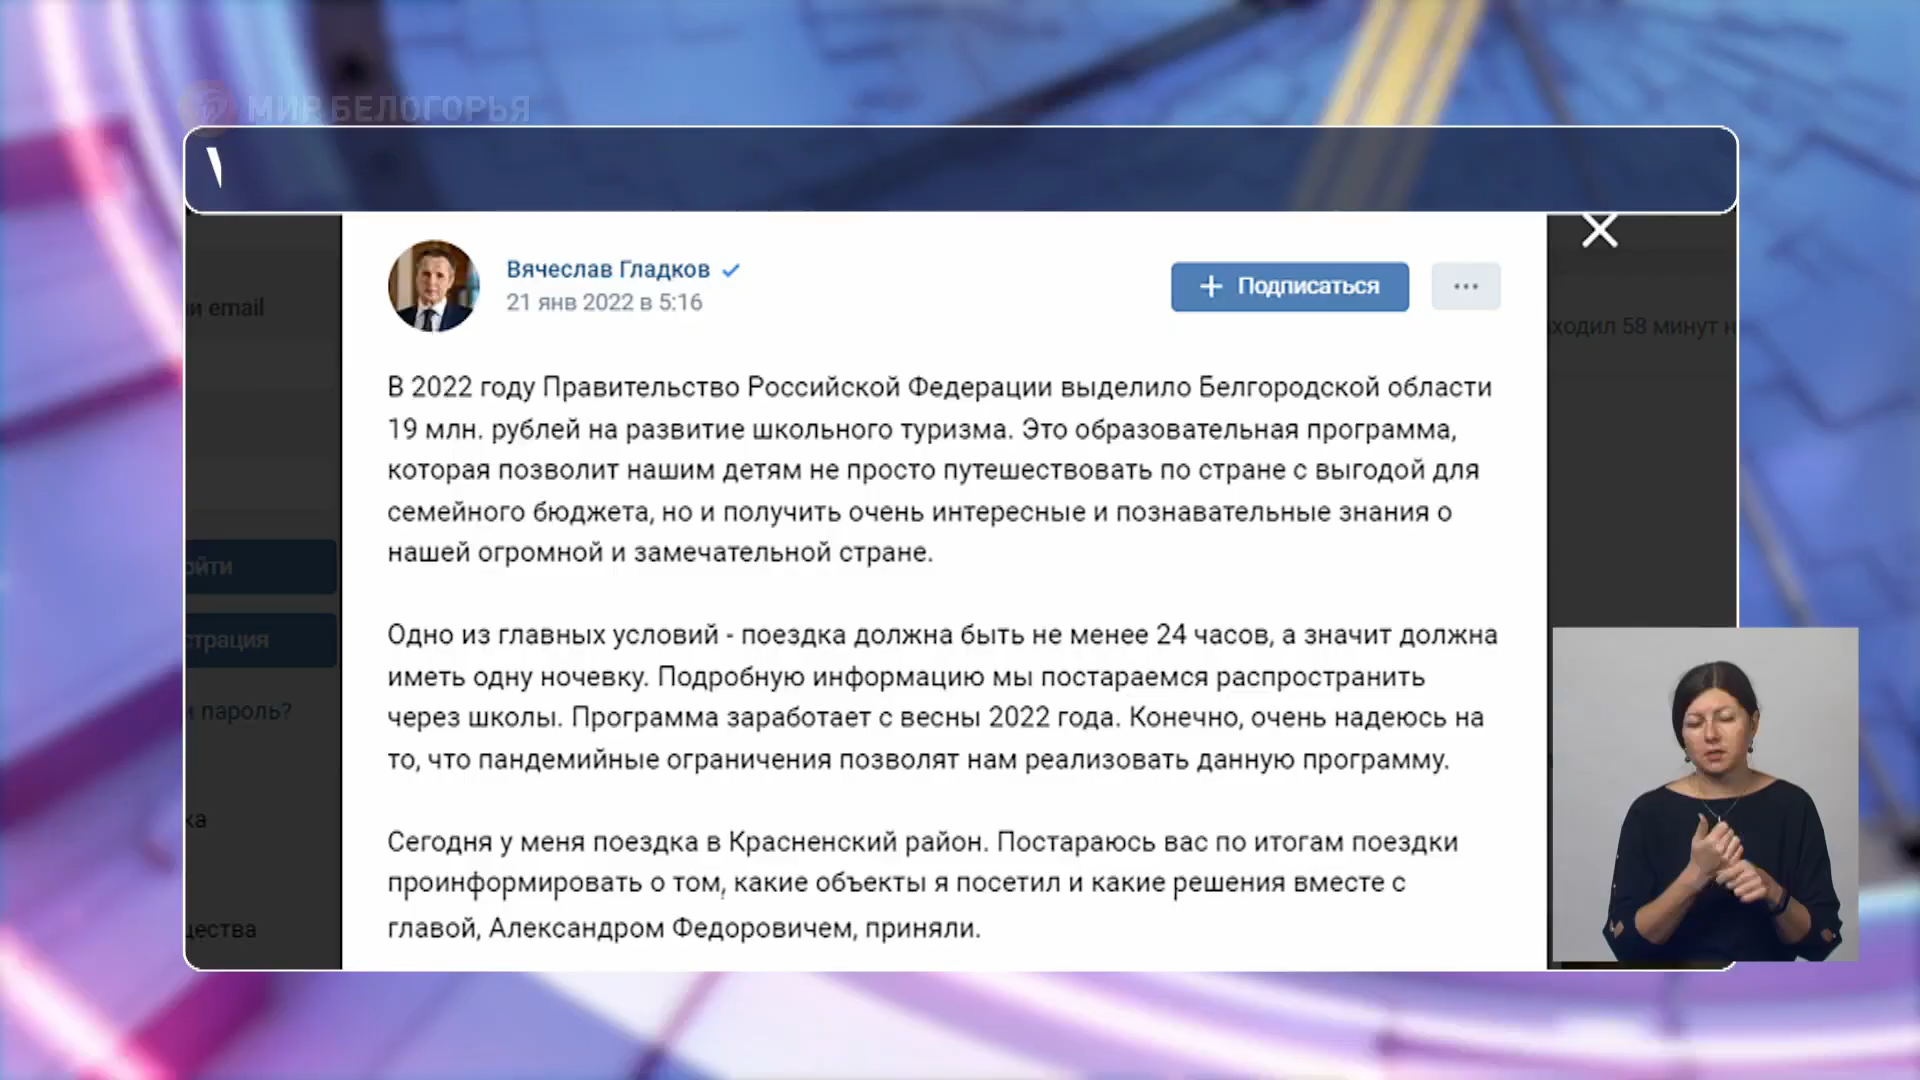 МИР БЕЛОГОРЬЯ
Вячеслав Гладков
21 янв 2022 в 5:16
+ Подписаться
В 2022 году Правительство Российской Федерации выделило Белгородской области
19 млн. рублей на развитие школьного туризма. Это образовательная программа,
которая позволит нашим детям не просто путешествовать по стране с выгодой для
семейного бюджета, но и получить очень интересные и познавательные знания о
нашей огромной и замечательной стране.
Одно из главных условий - поездка должна быть не менее 24 часов, а значит должна
иметь одну ночевку. Подробную информацию мы постараемся распространить
через школы. Программа заработает с весны 2022 года. Конечно, очень надеюсь на
то, что пандемийные ограничения позволят нам реализовать данную программу.
Сегодня у меня поездка в Красненский район. Постараюсь вас по итогам поездки
проинформировать о том, какие объекты я посетил и какие решения вместе с
главой, Александром Федоровичем, приняли.
email
58 минут
пароль?